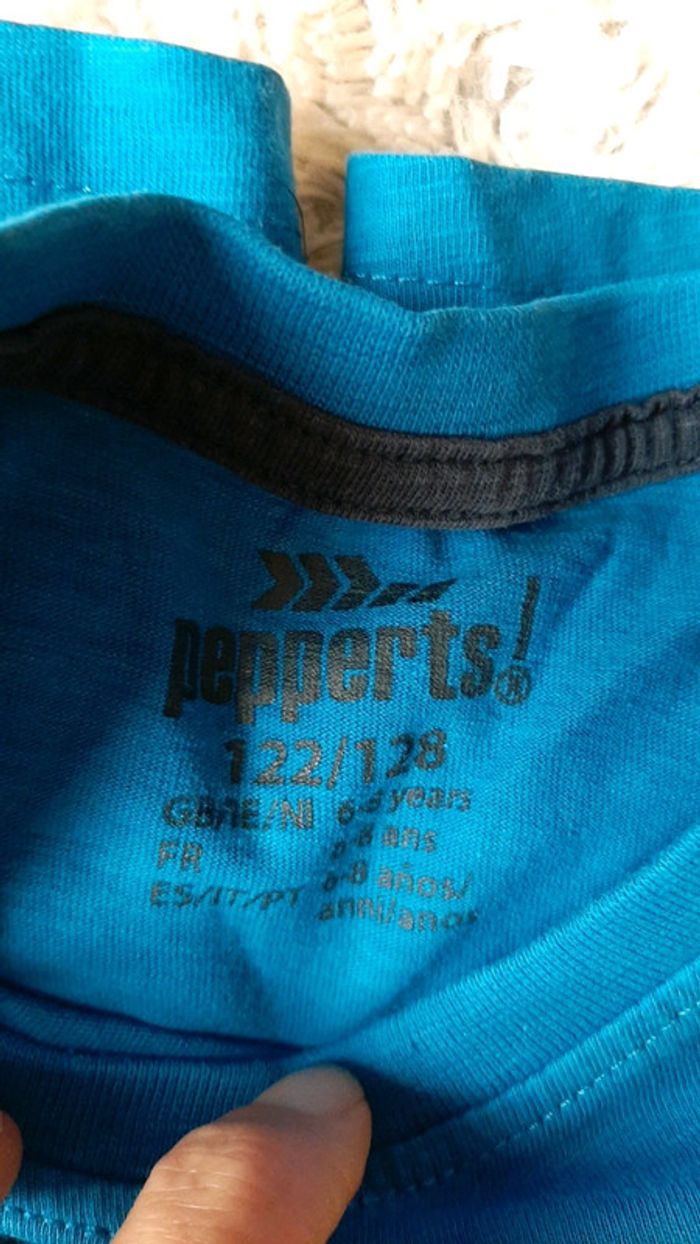 pepperts!®
122/128
GB/IE/NI 6-8 years
FR 6-8 ans
ES/IT/PT 6-8 años/
anni/anos